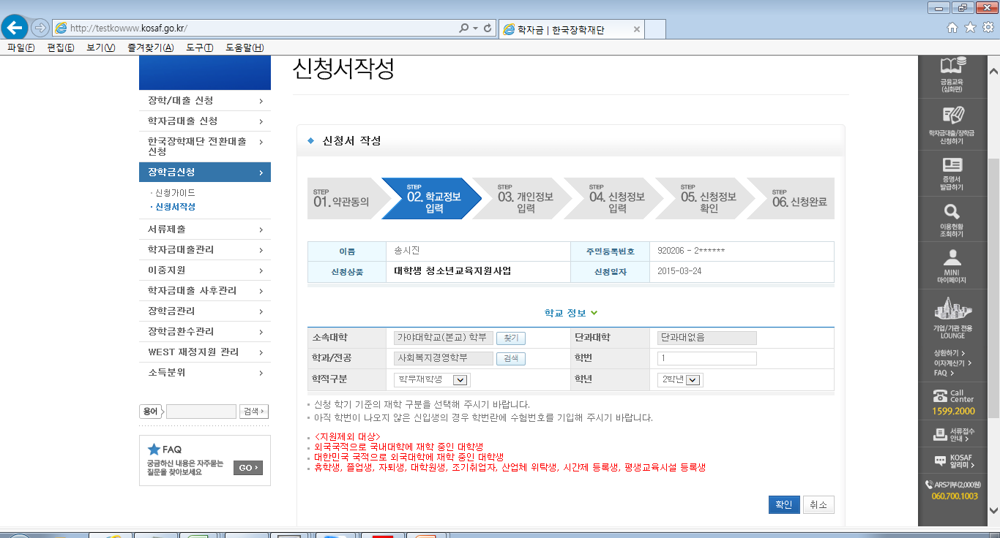 http://testkowww.kosaf.go.kr/
학자금 | 한국장학재단
파일(F) 편집(E) 보기(V) 즐겨찾기(A) 도구(T) 도움말(H)
신청서작성
장학/대출 신청
학자금대출 신청
한국장학재단 전환대출
신청
장학금신청
· 신청가이드
· 신청서작성
서류제출
학자금대출관리
이중지원
학자금대출 사후관리
장학금관리
장학금환수관리
WEST 재정지원 관리
소득분위
용어
검색
FAQ
궁금하신 내용은 자주묻는
질문을 찾아보세요
GO
신청서 작성
STEP
01. 약관동의
STEP
02. 학교정보
입력
STEP
03. 개인정보
입력
STEP
04. 신청정보
입력
STEP
05. 신청정보
확인
STEP
06. 신청완료
이름 송시진 주민등록번호 920206 - 2******
신청상품 대학생 청소년교육지원사업 신청일자 2015-03-24
학교 정보
소속대학 가야대학교(본교) 학부 찾기 단과대학 단과대없음
학과/전공 사회복지경영학부 검색 학번 1
학적구분 학부재학생 학년 2학년
신청 학기 기준의 재학 구분을 선택해 주시기 바랍니다.
아직 학번이 나오지 않은 신입생의 경우 학번란에 수험번호를 기입해 주시기 바랍니다.
<지원제외 대상>
외국국적으로 국내대학에 재학 중인 대학생
대한민국 국적으로 외국대학에 재학 중인 대학생
휴학생, 졸업생, 자퇴생, 대학원생, 조기취업자, 산업체 위탁생, 시간제 등록생, 평생교육시설 등록생
확인 취소
금융교육
(심화편)
학자금대출/장학금
신청하기
증명서
발급하기
이용현황
조회하기
MINI
마이페이지
기업/기관 전용
LOUNGE
상환하기
이자계산기
FAQ
Call
Center
1599.2000
서류접수
안내
KOSAF
알리미
ARS기부(2,000원)
060.700.1003